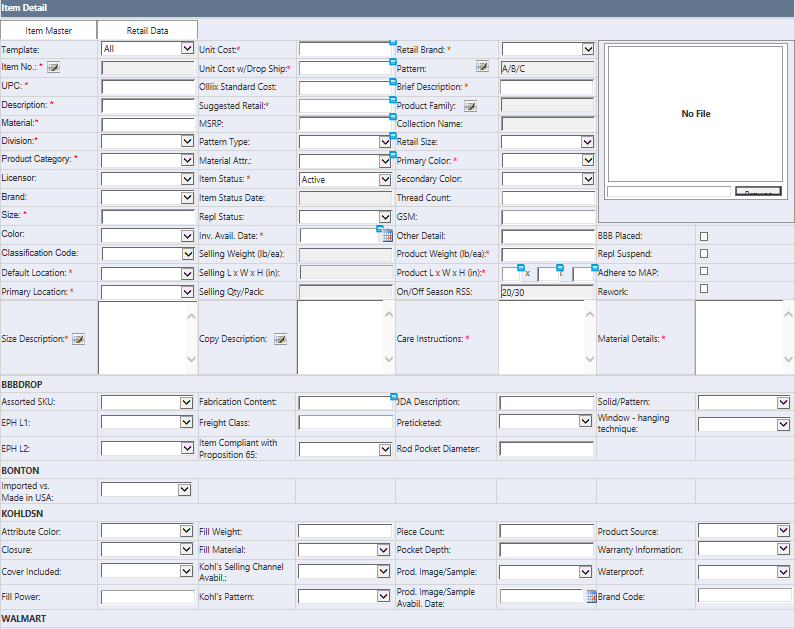 Item Detail
Item Master Retail Data
Template: All Unit Cost:* Retail Brand: *
Item No.: * Unit Cost w/Drop Ship:* Pattern: A/B/C
UPC: * Olliix Standard Cost: Brief Description: *
Description: * Suggested Retail:* Product Family: No File
Material:* MSRP: Collection Name:
Division:* Pattern Type: Retail Size:
Product Category: * Material Attr.: Primary Color: *
Licensor: Item Status: * Active Secondary Color:
Brand: Item Status Date: Thread Count:
Size: * Repl Status: GSM:
Color: Inv. Avail. Date: * Other Detail: BBB Placed:
Classification Code: Selling Weight (lb/ea): Product Weight (lb/ea):* Repl Suspend:
Default Location: * Selling L x W x H (in): Product L x W x H (in):* x Adhere to MAP:
Primary Location: * Selling Qty/Pack: On/Off Season RSS: 20/30 Rework:
Size Description:* Copy Description: Care Instructions: * Material Details: *
BBBDROP
Assorted SKU: Fabrication Content: JDA Description: Solid/Pattern:
EPH L1: Freight Class: Preticketed: Window - hanging
technique:
EPH L2: Item Compliant with
Proposition 65: Rod Pocket Diameter:
BONTON
Imported vs.
Made in USA:
KOHLDSN
Attribute Color: Fill Weight: Piece Count: Product Source:
Closure: Fill Material: Pocket Depth: Warranty Information:
Cover Included: Kohl's Selling Channel
Avabil.: Prod. Image/Sample: Waterproof:
Fill Power: Kohl's Pattern: Prod. Image/Sample
Avabil. Date: Brand Code:
WALMART